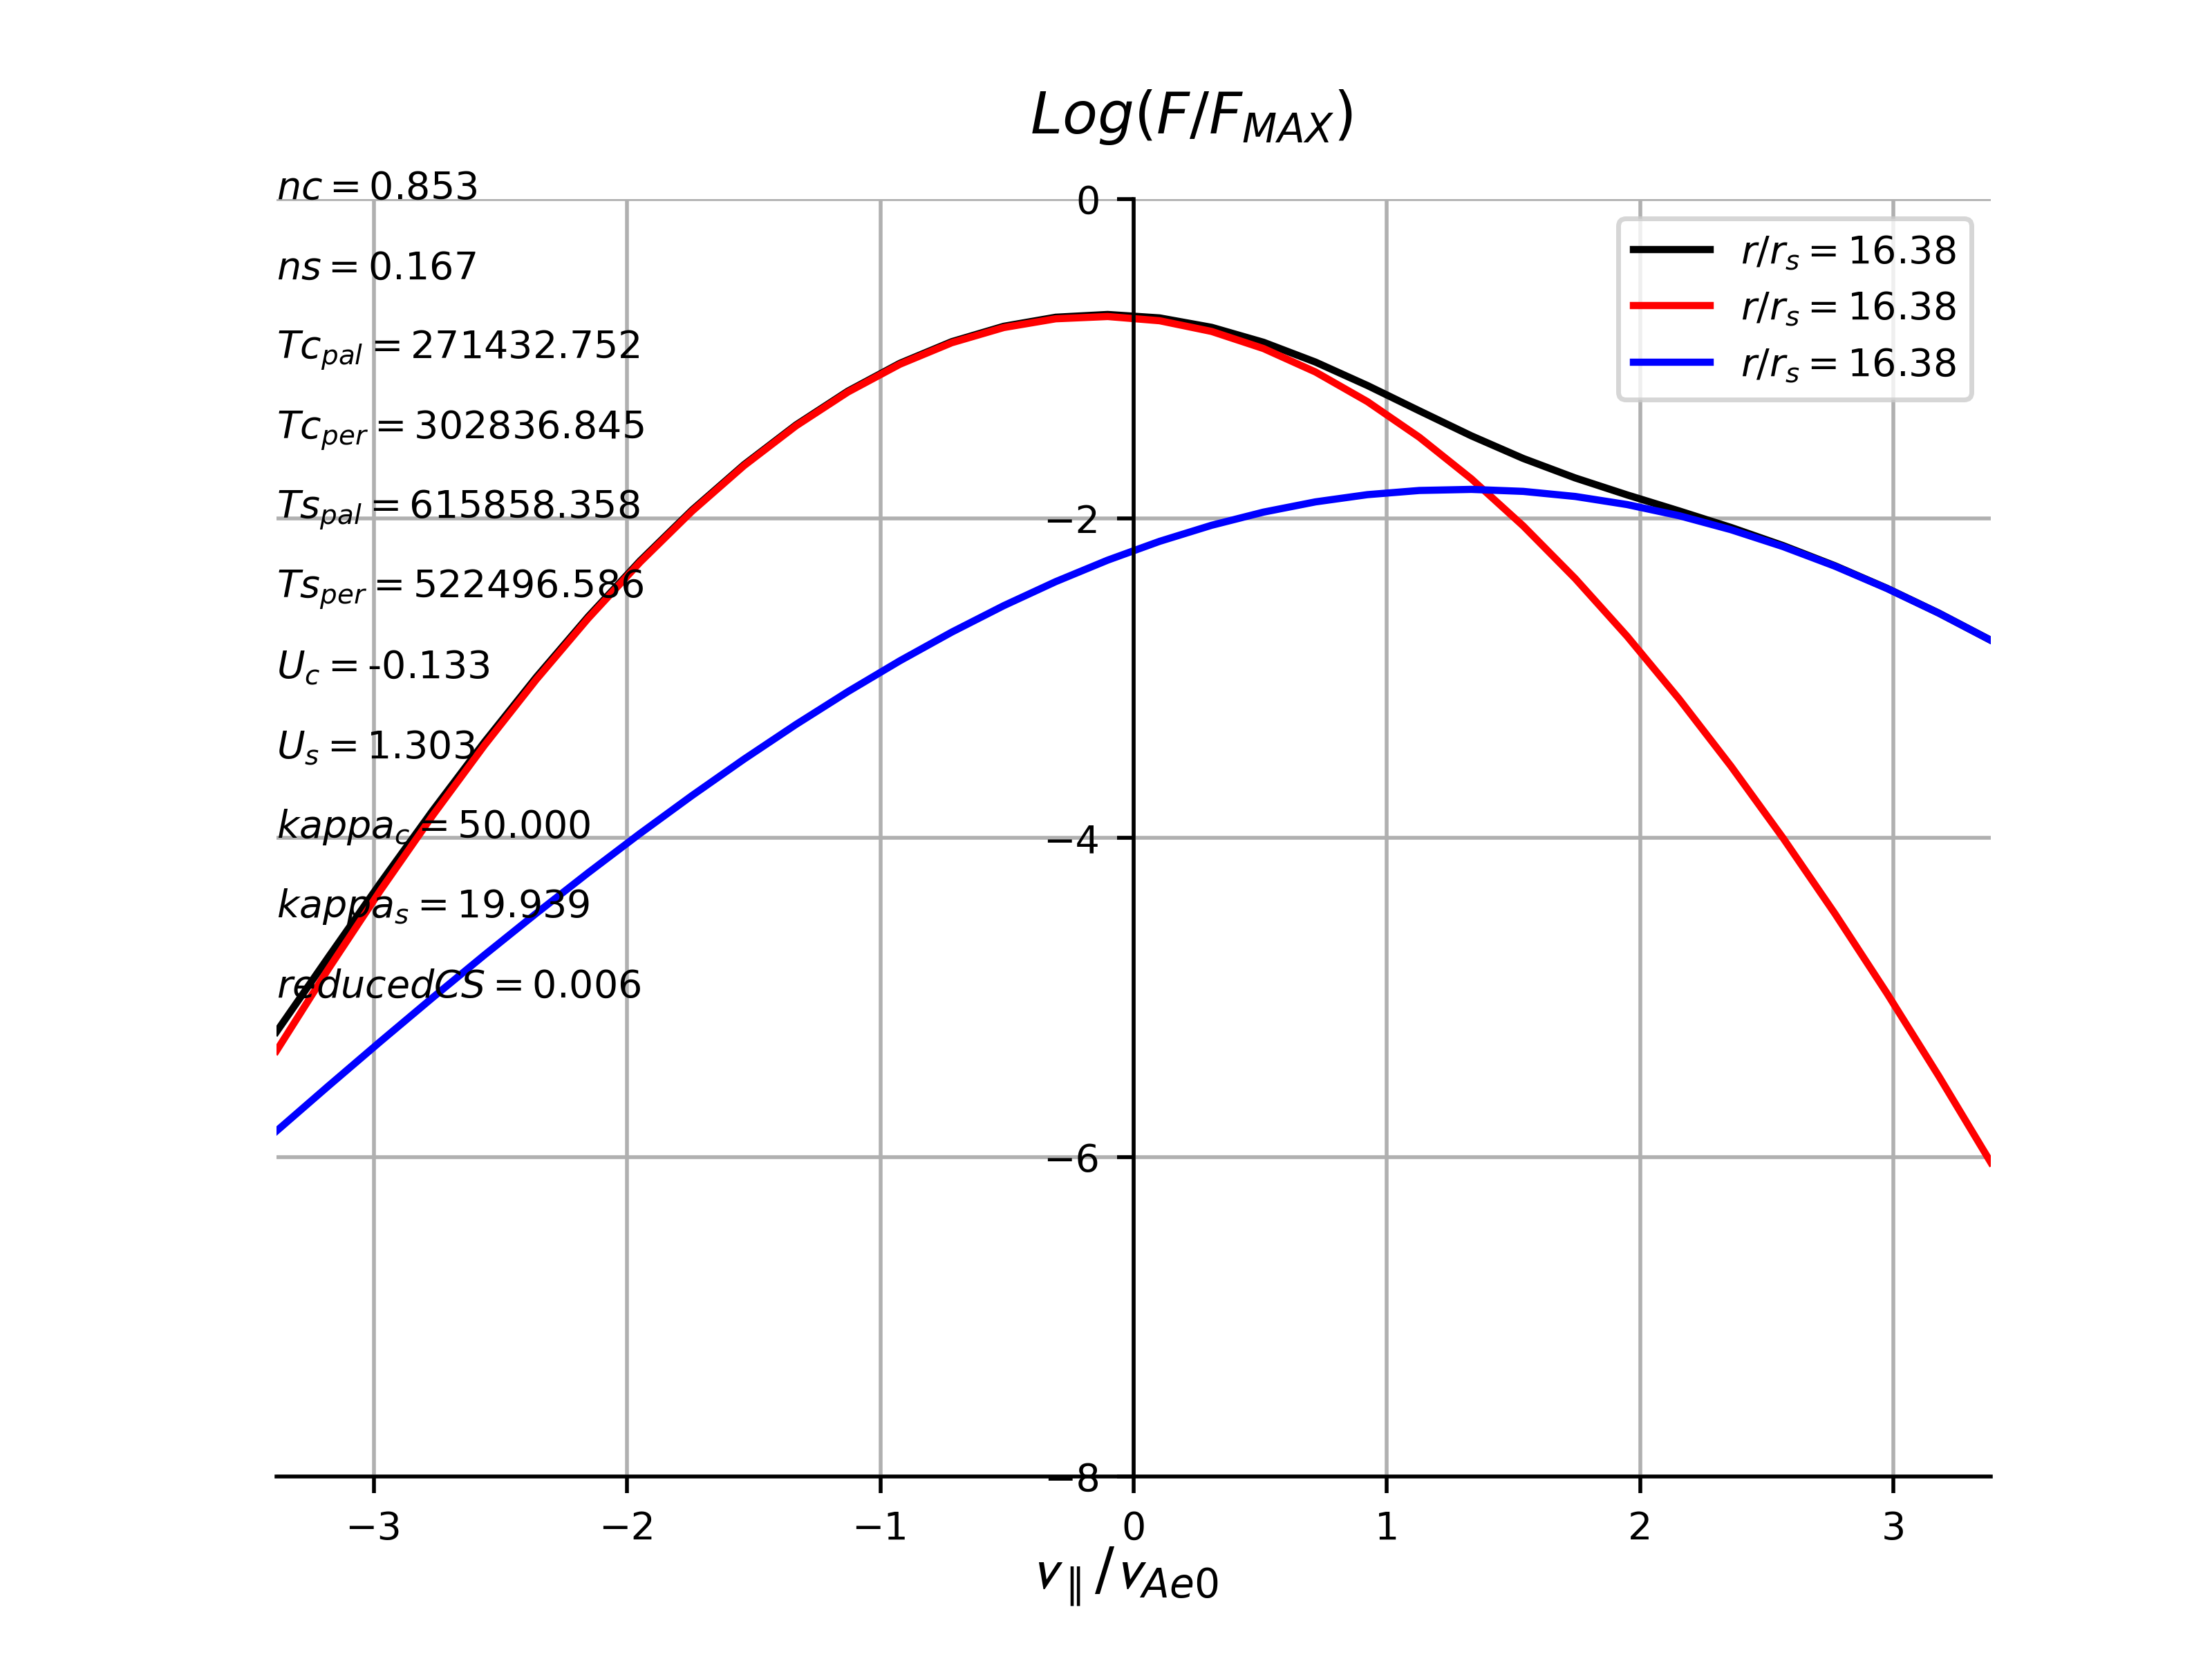 Log(F/F_MAX)
nc = 0.853
ns = 0.167
Tc_pal = 271432.752
Tc_per = 302836.845
Ts_pal = 615858.358
Ts_per = 522496.586
U_c = -0.133
U_s = 1.303
kappa_c = 50.000
kappa_s = 19.939
reducedCS = 0.006
r/r_s = 16.38
r/r_s = 16.38
r/r_s = 16.38
0
−2
−4
−6
−8
−3 −2 −1 0 1 2 3
v_∥/v_Ae0